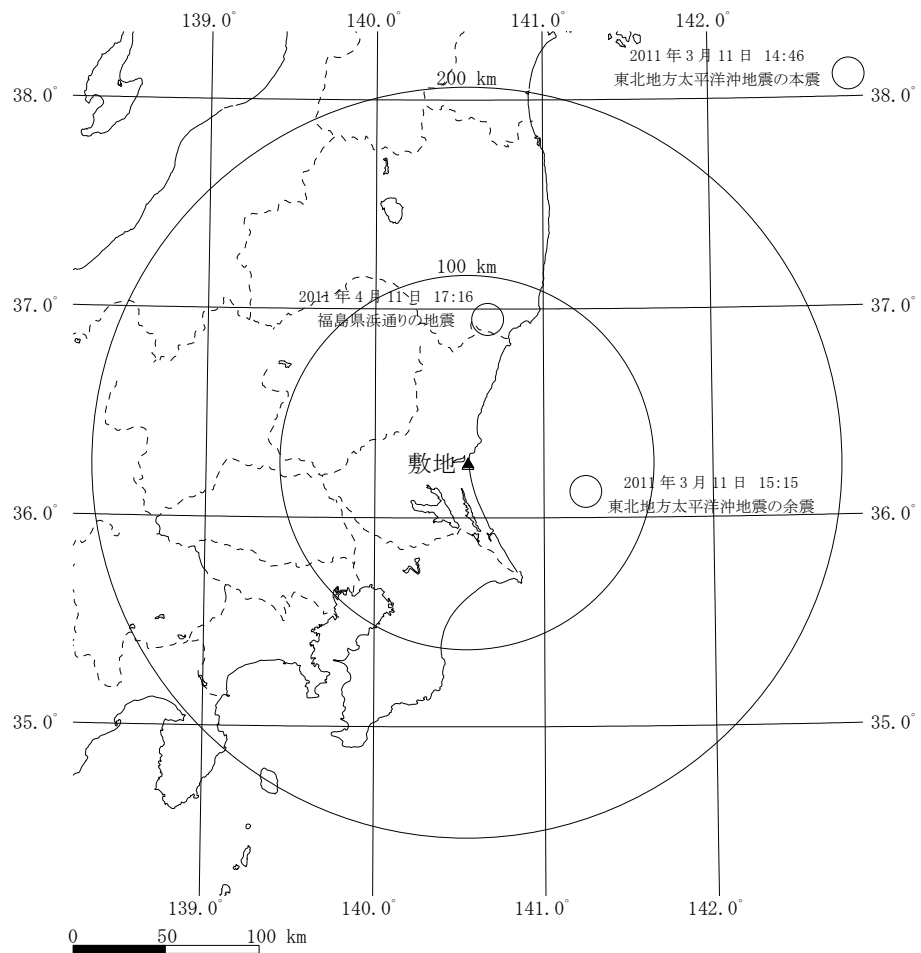 139.0° 140.0° 141.0° 142.0°
2011年3月11日 14:46
東北地方太平洋沖地震の本震
38.0° 200 km 38.0°
100 km
2011年4月11日 17:16
福島県浜通りの地震
37.0° 37.0°
敷地
2011年3月11日 15:15
東北地方太平洋沖地震の余震
36.0° 36.0°
35.0° 35.0°
139.0° 140.0° 141.0° 142.0°
0 50 100 km